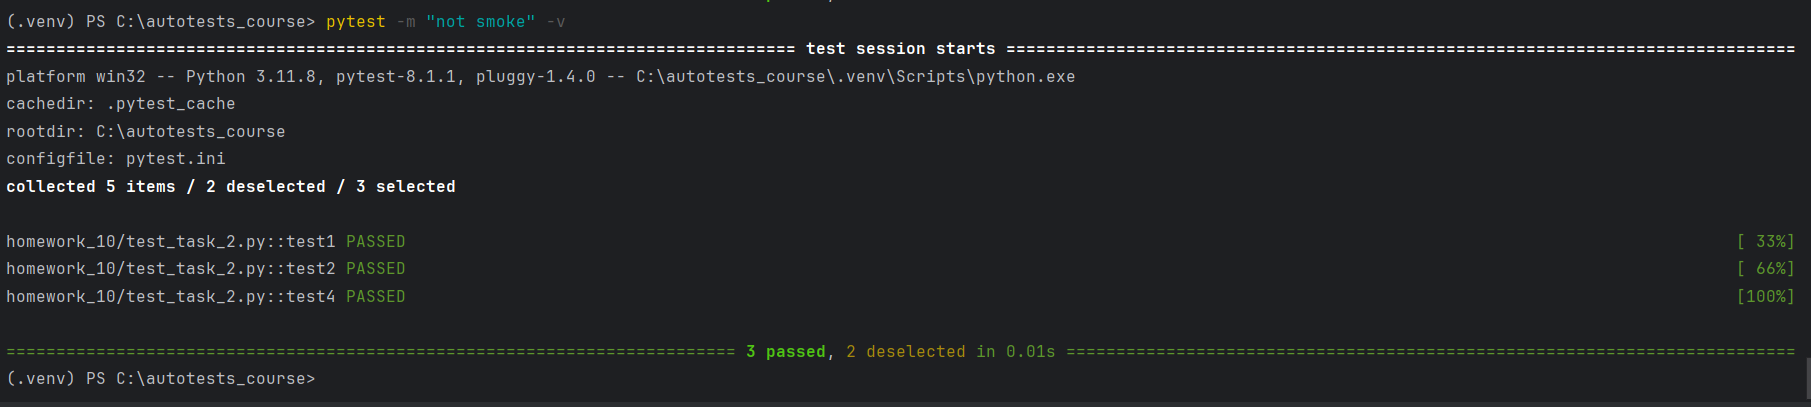 (.venv) PS C:\autotests_course> pytest -m "not smoke" -v
=============================================================================== test session starts ===============================================================================
platform win32 -- Python 3.11.8, pytest-8.1.1, pluggy-1.4.0 -- C:\autotests_course\.venv\Scripts\python.exe
cachedir: .pytest_cache
rootdir: C:\autotests_course
configfile: pytest.ini
collected 5 items / 2 deselected / 3 selected
homework_10/test_task_2.py::test1 PASSED [ 33%]
homework_10/test_task_2.py::test2 PASSED [ 66%]
homework_10/test_task_2.py::test4 PASSED [100%]
========================================================================= 3 passed, 2 deselected in 0.01s =========================================================================
(.venv) PS C:\autotests_course>